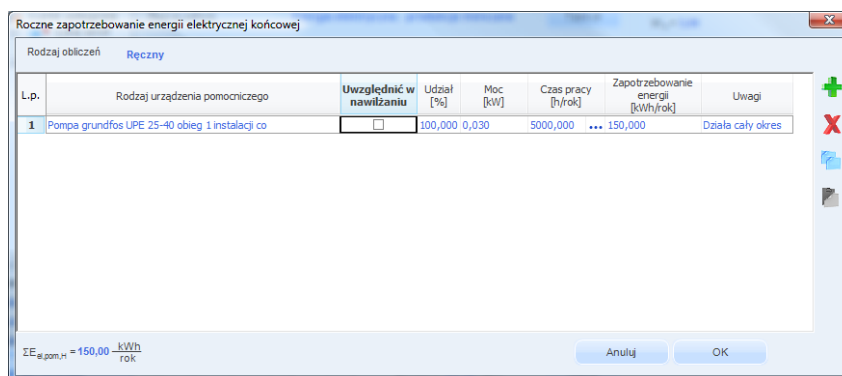 Roczne zapotrzebowanie energii elektrycznej końcowej
Rodzaj obliczeń Ręczny
L.p. Rodzaj urządzenia pomocniczego Uwzględnić w nawilżaniu Udział [%] Moc [kW] Czas pracy [h/rok] Zapotrzebowanie energii [kWh/rok] Uwagi
1 Pompa grundfos UPE 25-40 obieg 1 instalacji co 100,000 0,030 5000,000 ... 150,000 Działa cały okres
ΣEel,pom,H = 150,00 kWh/rok
Anuluj OK